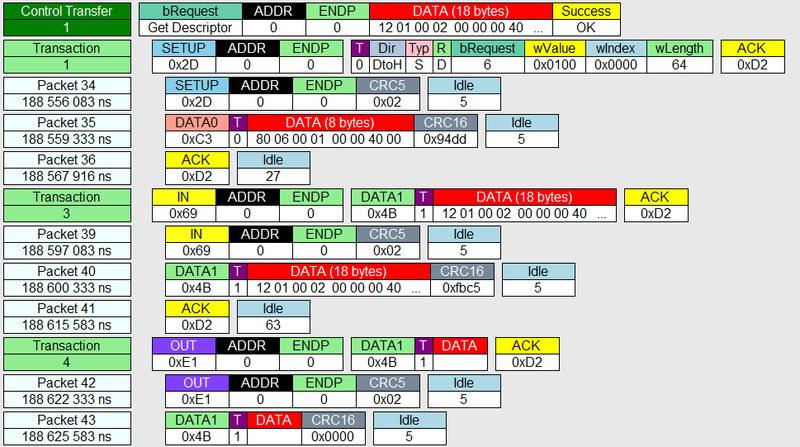 Control Transfer bRequest ADDR ENDP DATA (18 bytes) Success
1 Get Descriptor 0 0 12 01 00 02 00 00 00 40 ... OK
Transaction SETUP ADDR ENDP T Dir Typ R bRequest wValue wIndex wLength ACK
1 0x2D 0 0 0 DtoH S D 6 0x0100 0x0000 64 0xD2
Packet 34 SETUP ADDR ENDP CRC5 Idle
188 556 083 ns 0x2D 0 0 0x02 5
Packet 35 DATA0 T DATA (8 bytes) CRC16 Idle
188 559 333 ns 0xC3 0 80 06 00 01 00 00 40 00 0x94dd 5
Packet 36 ACK Idle
188 567 916 ns 0xD2 27
Transaction IN ADDR ENDP DATA1 T DATA (18 bytes) ACK
3 0x69 0 0 0x4B 1 12 01 00 02 00 00 00 40 ... 0xD2
Packet 39 IN ADDR ENDP CRC5 Idle
188 597 083 ns 0x69 0 0 0x02 5
Packet 40 DATA1 T DATA (18 bytes) CRC16 Idle
188 600 333 ns 0x4B 1 12 01 00 02 00 00 00 40 ... 0xfbc5 5
Packet 41 ACK Idle
188 615 583 ns 0xD2 63
Transaction OUT ADDR ENDP DATA1 T DATA ACK
4 0xE1 0 0 0x4B 1 0xD2
Packet 42 OUT ADDR ENDP CRC5 Idle
188 622 333 ns 0xE1 0 0 0x02 5
Packet 43 DATA1 T DATA CRC16 Idle
188 625 583 ns 0x4B 1 0x0000 5